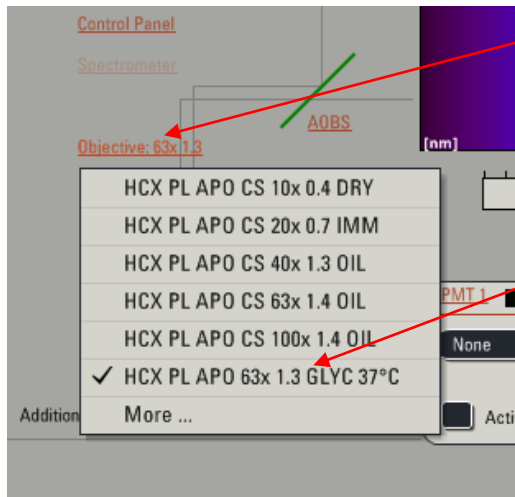 Control Panel
Spectrometer
AOBS
Objective: 63x 1.3
[nm]
HCX PL APO CS 10x 0.4 DRY
HCX PL APO CS 20x 0.7 IMM
HCX PL APO CS 40x 1.3 OIL
HCX PL APO CS 63x 1.4 OIL
HCX PL APO CS 100x 1.4 OIL
HCX PL APO 63x 1.3 GLYC 37°C
More ...
PMT 1
None
Addition
Acti